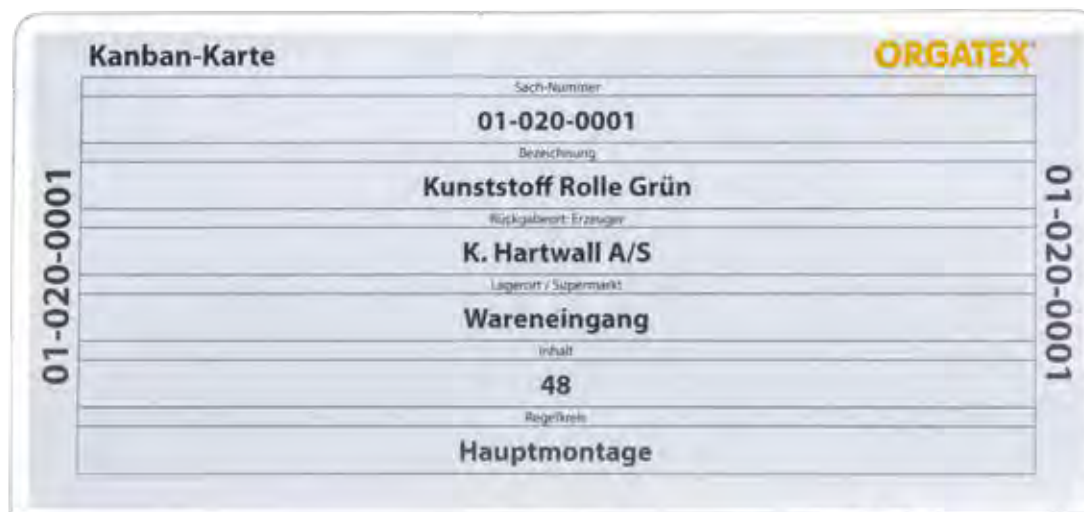 Kanban-Karte
ORGATEX
Sach-Nummer
01-020-0001
Bezeichnung
Kunststoff Rolle Grün
Rückgabeort Erzeuger
K. Hartwall A/S
Lagerort / Supermarkt
Wareneingang
Inhalt
48
Regelkreis
Hauptmontage
01-020-0001
01-020-0001